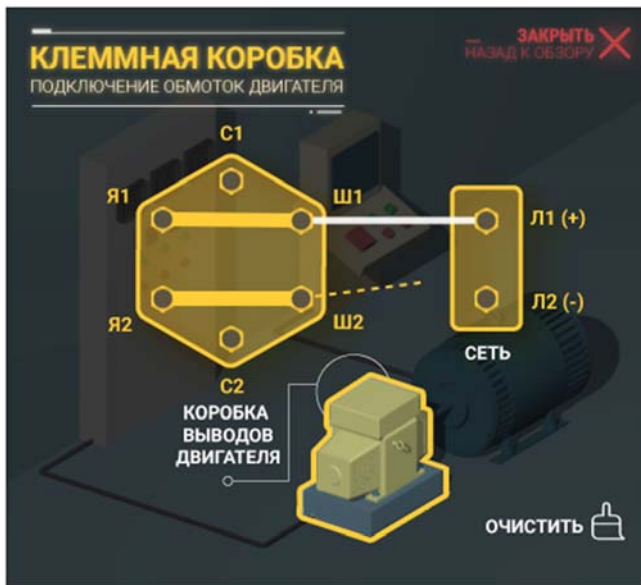 КЛЕММНАЯ КОРОБКА
ПОДКЛЮЧЕНИЕ ОБМОТОК ДВИГАТЕЛЯ
ЗАКРЫТЬ
НАЗАД К ОБЗОРУ
С1
Я1
Ш1
Л1 (+)
Я2
Ш2
Л2 (-)
С2
СЕТЬ
КОРОБКА
ВЫВОДОВ
ДВИГАТЕЛЯ
ОЧИСТИТЬ